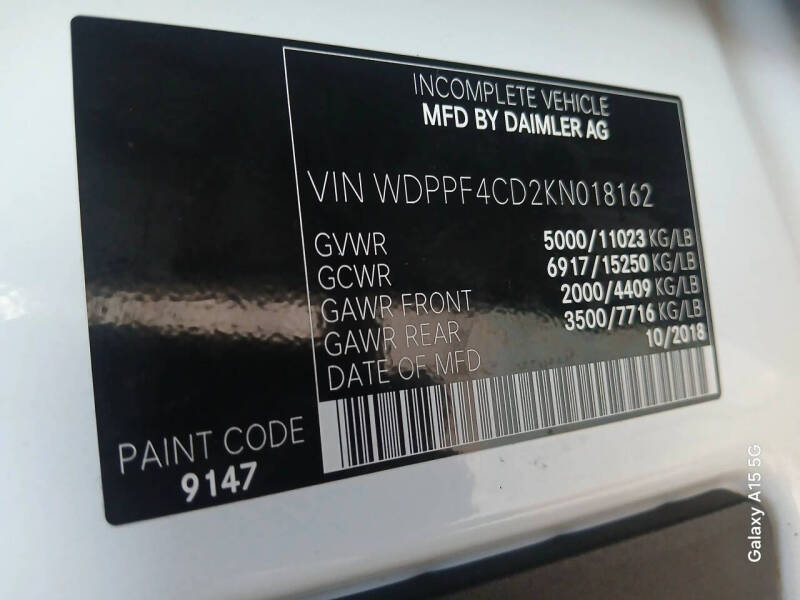 INCOMPLETE VEHICLE
MFD BY DAIMLER AG
VIN WDPPF4CD2KN018162
GVWR 5000/11023 KG/LB
GCWR 6917/15250 KG/LB
GAWR FRONT 2000/4409 KG/LB
GAWR REAR 3500/7716 KG/LB
DATE OF MFD 10/2018
PAINT CODE
9147
Galaxy A15 5G